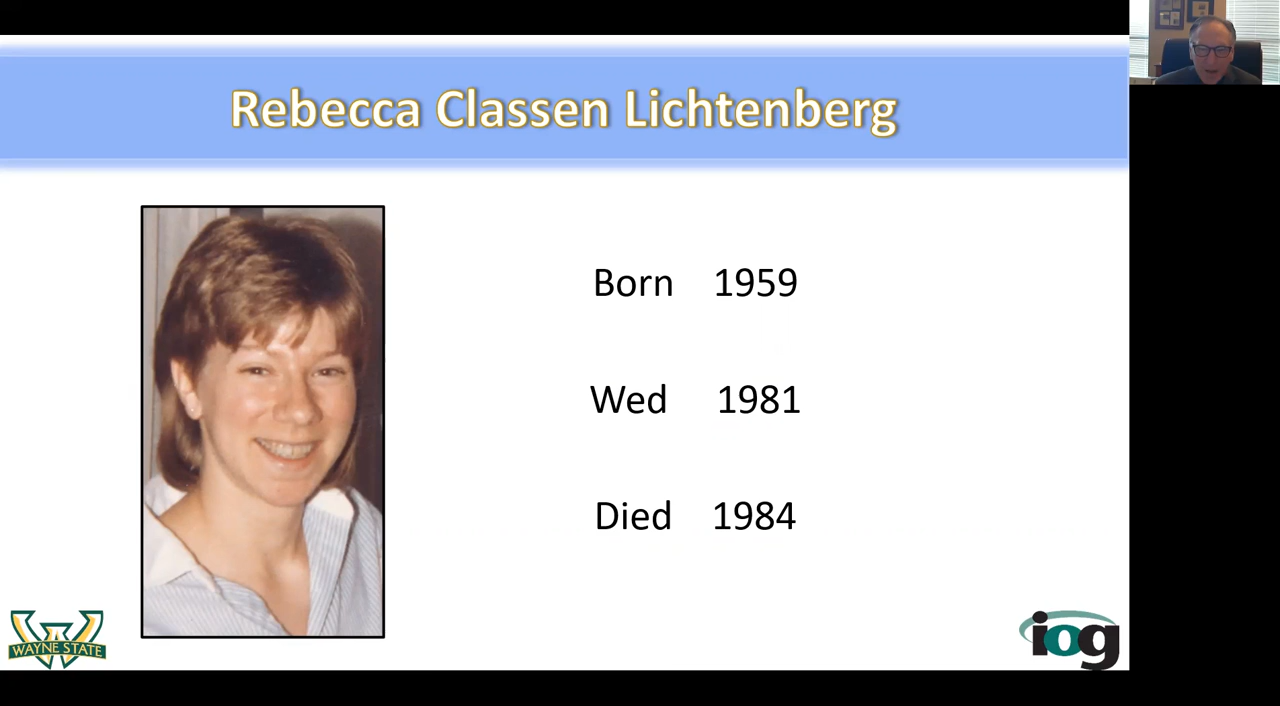 Rebecca Classen Lichtenberg
Born 1959
Wed 1981
Died 1984
WAYNE STATE
iog